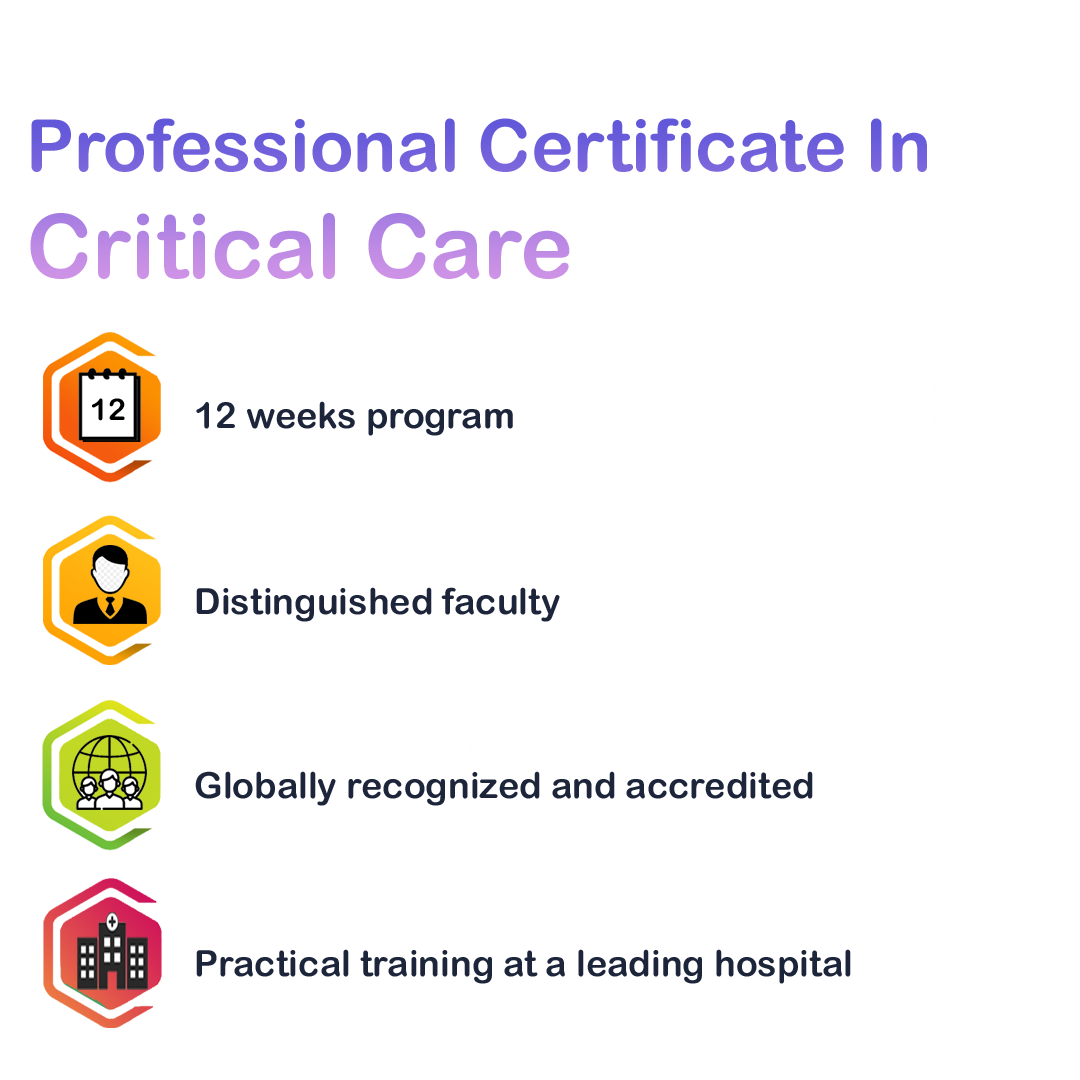 Professional Certificate In
Critical Care
12
12 weeks program
Distinguished faculty
Globally recognized and accredited
Practical training at a leading hospital